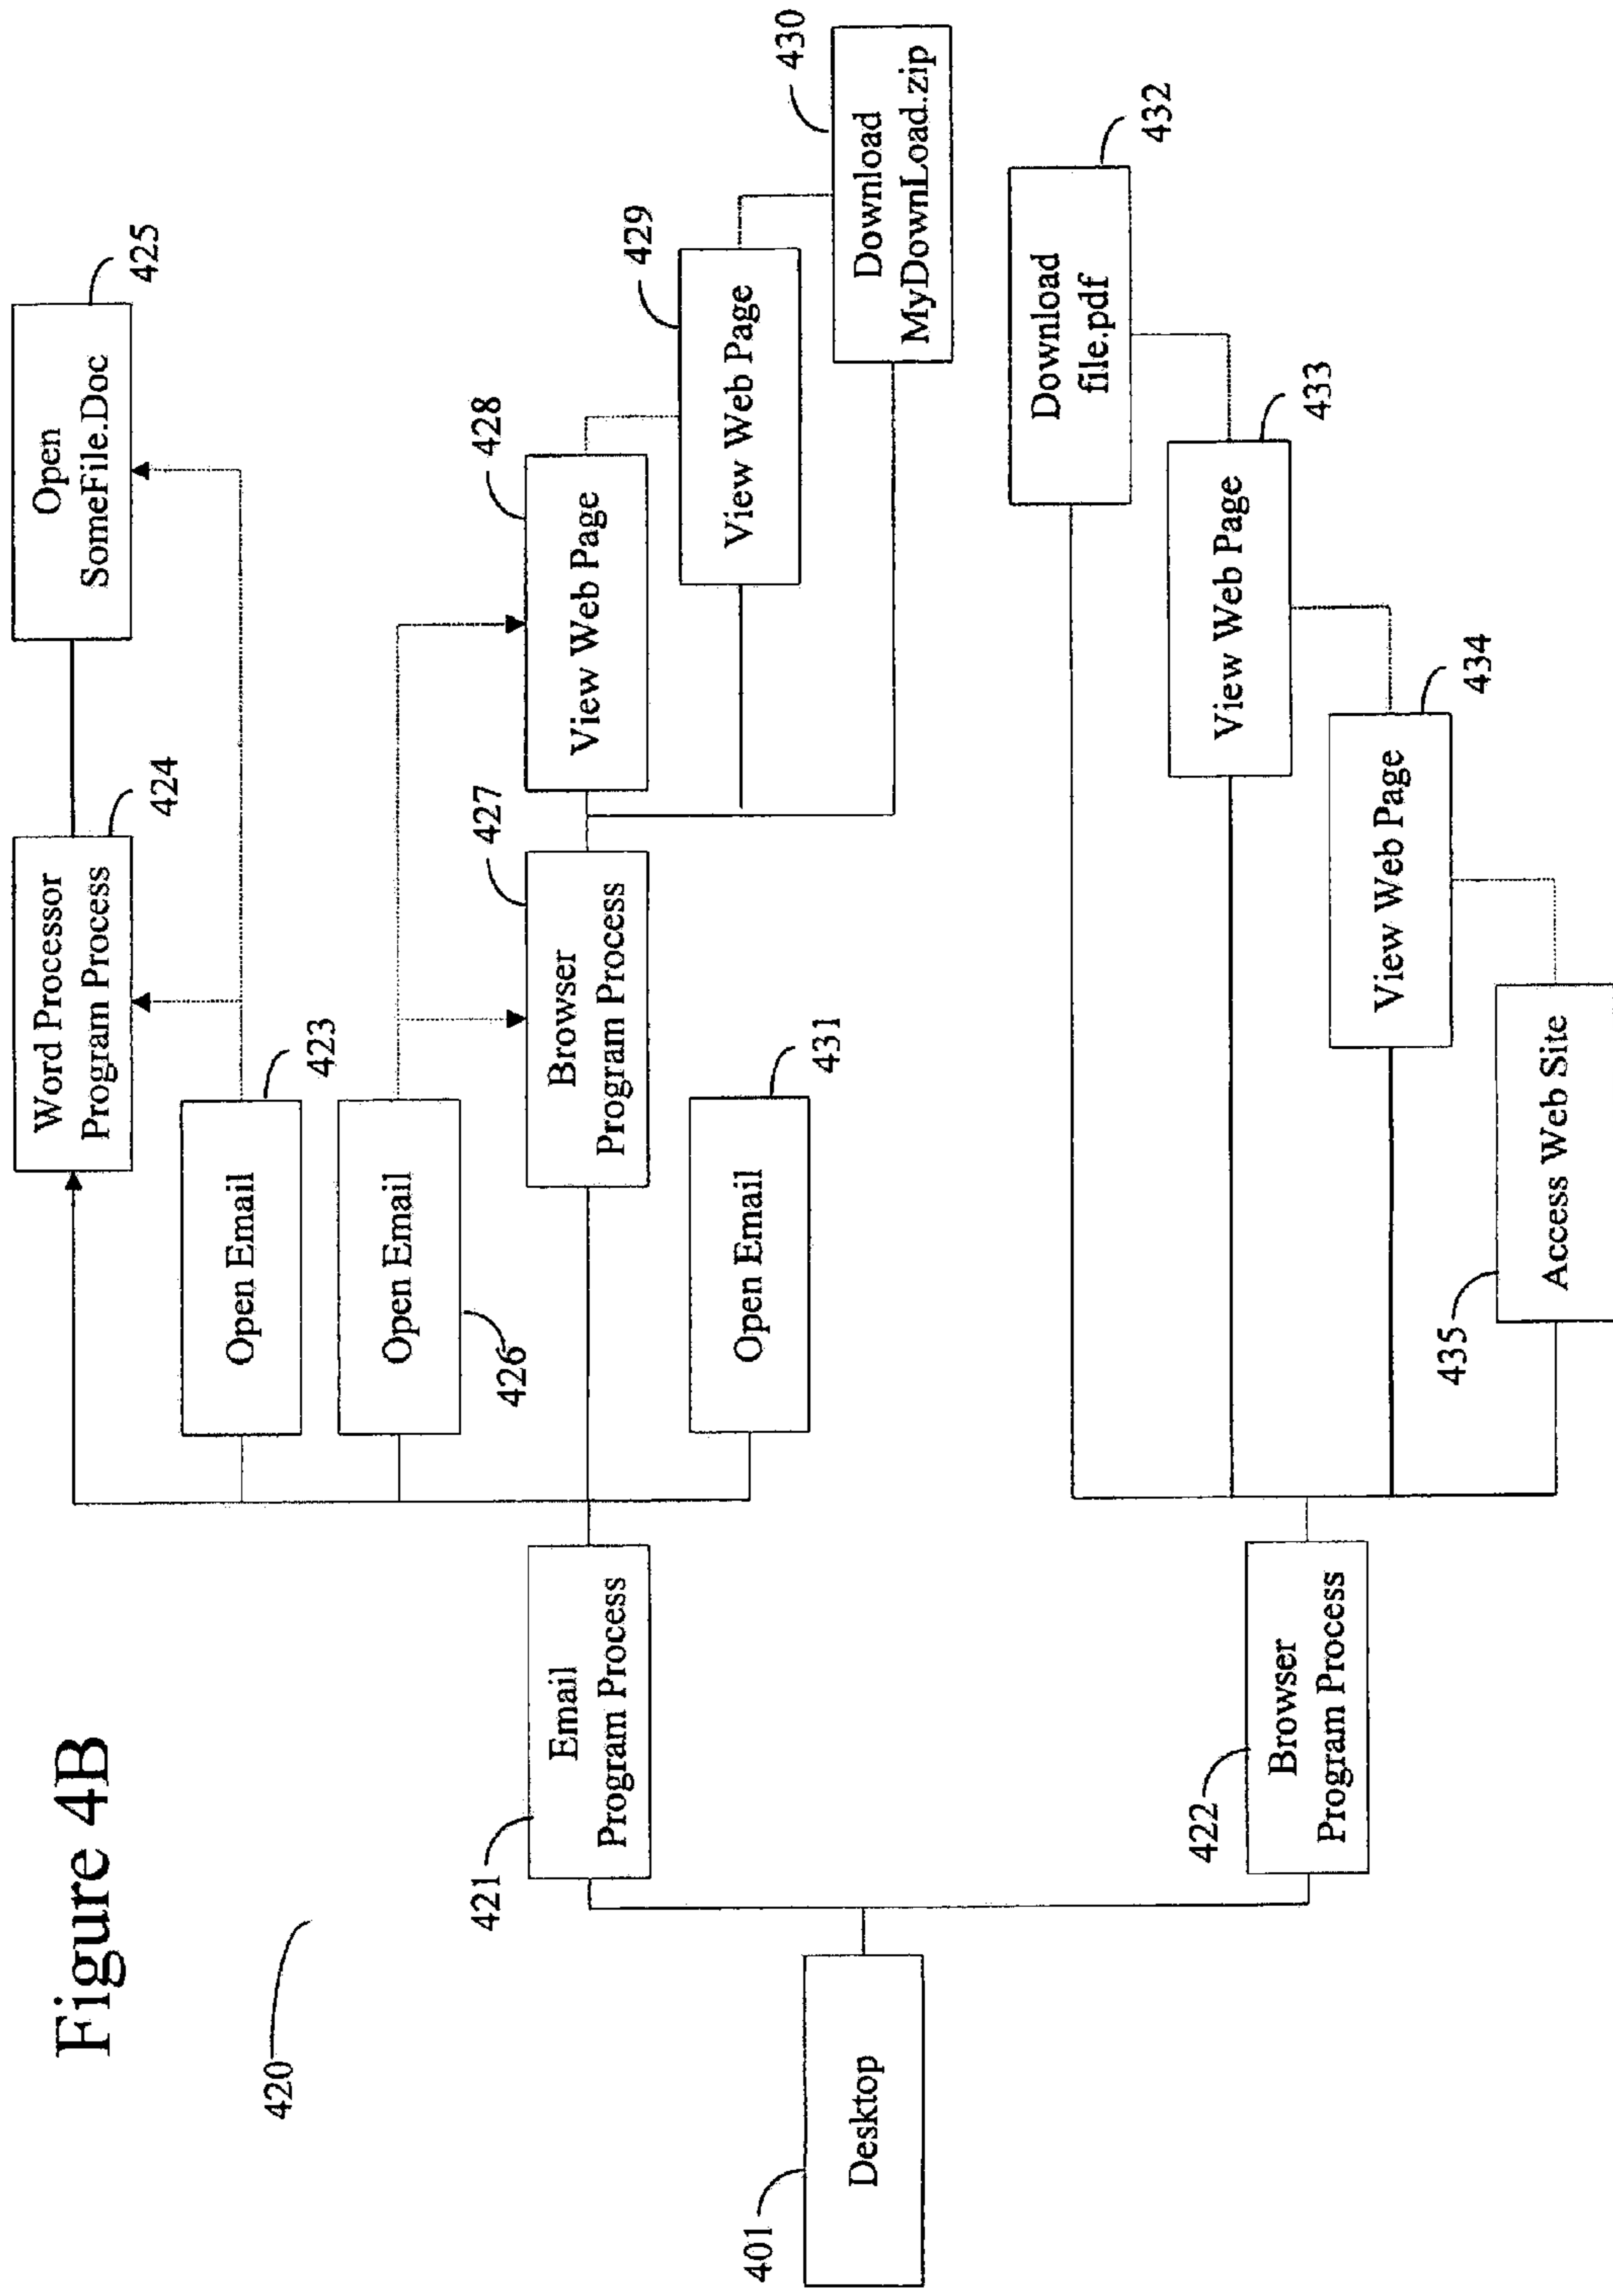 Figure 4B
420
401
Desktop
421
Email
Program Process
422
Browser
Program Process
Word Processor
Program Process
424
Open
SomeFile.Doc
425
Open Email
423
Open Email
426
Browser
Program Process
427
View Web Page
428
View Web Page
429
Download
MyDownLoad.zip
430
Open Email
431
Download
file.pdf
432
View Web Page
433
View Web Page
434
Access Web Site
435